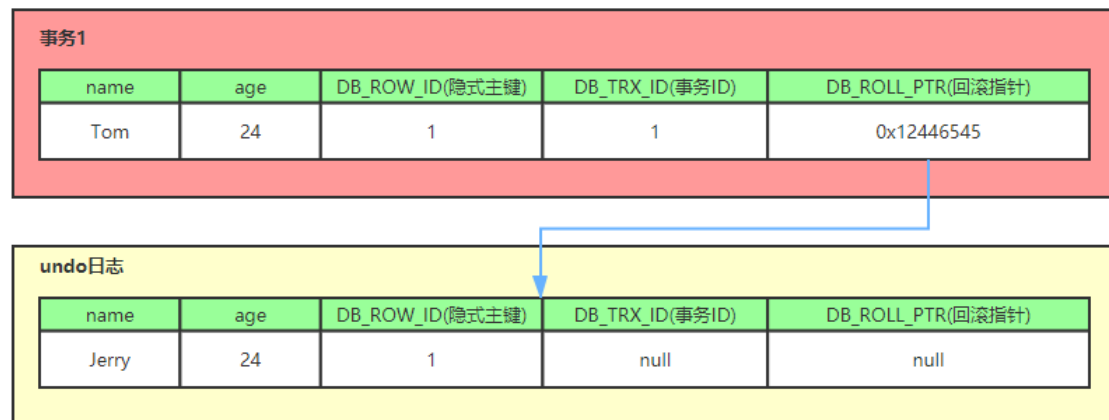 事务1
name age DB_ROW_ID(隐式主键) DB_TRX_ID(事务ID) DB_ROLL_PTR(回滚指针)
Tom 24 1 1 0x12446545
undo日志
name age DB_ROW_ID(隐式主键) DB_TRX_ID(事务ID) DB_ROLL_PTR(回滚指针)
Jerry 24 1 null null